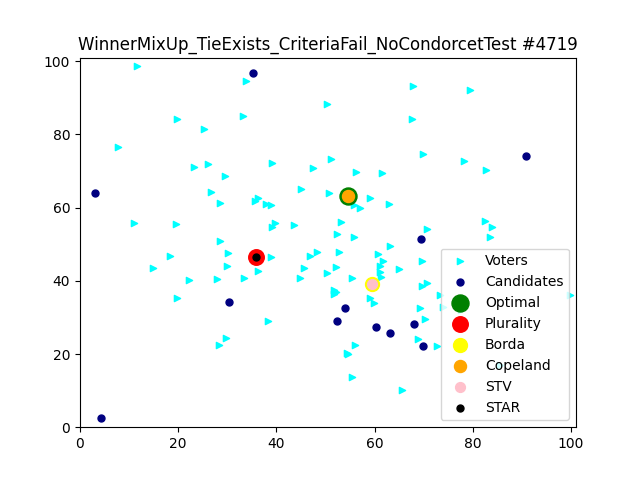 WinnerMixUp_TieExists_CriteriaFail_NoCondorcetTest #4719
100
80
60
40
20
0
0 20 40 60 80 100
Voters
Candidates
Optimal
Plurality
Borda
Copeland
STV
STAR